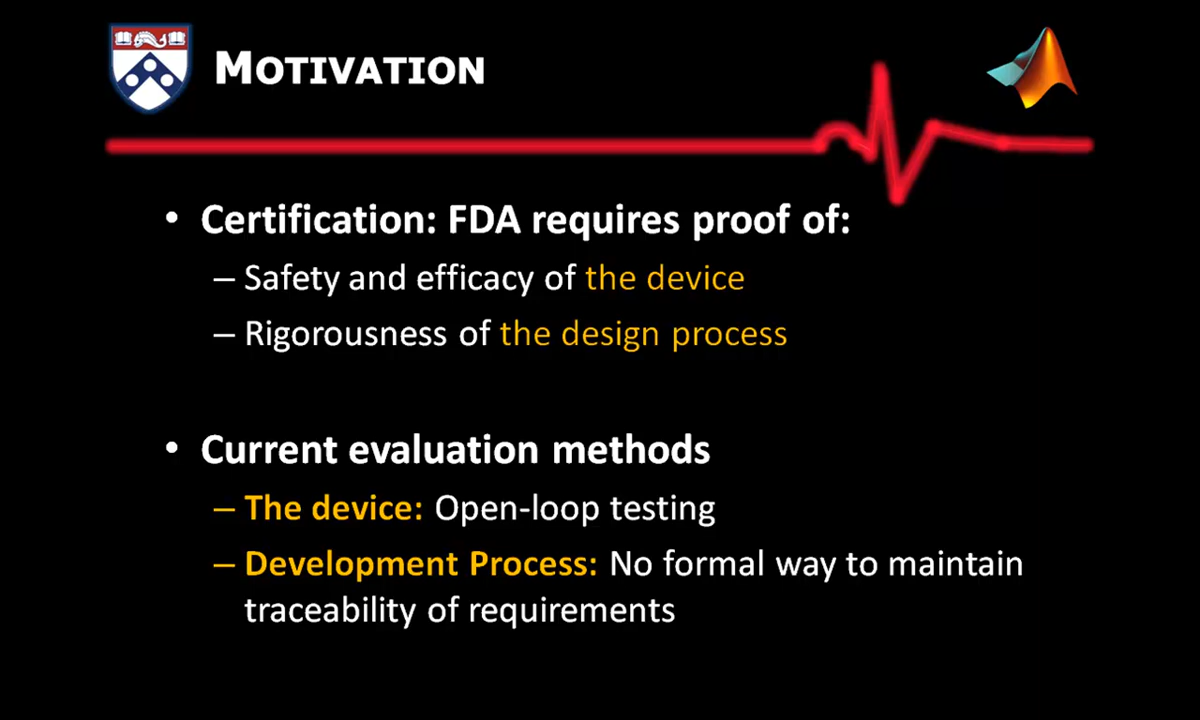 MOTIVATION
• Certification: FDA requires proof of:
– Safety and efficacy of the device
– Rigorousness of the design process
• Current evaluation methods
– The device: Open-loop testing
– Development Process: No formal way to maintain
traceability of requirements